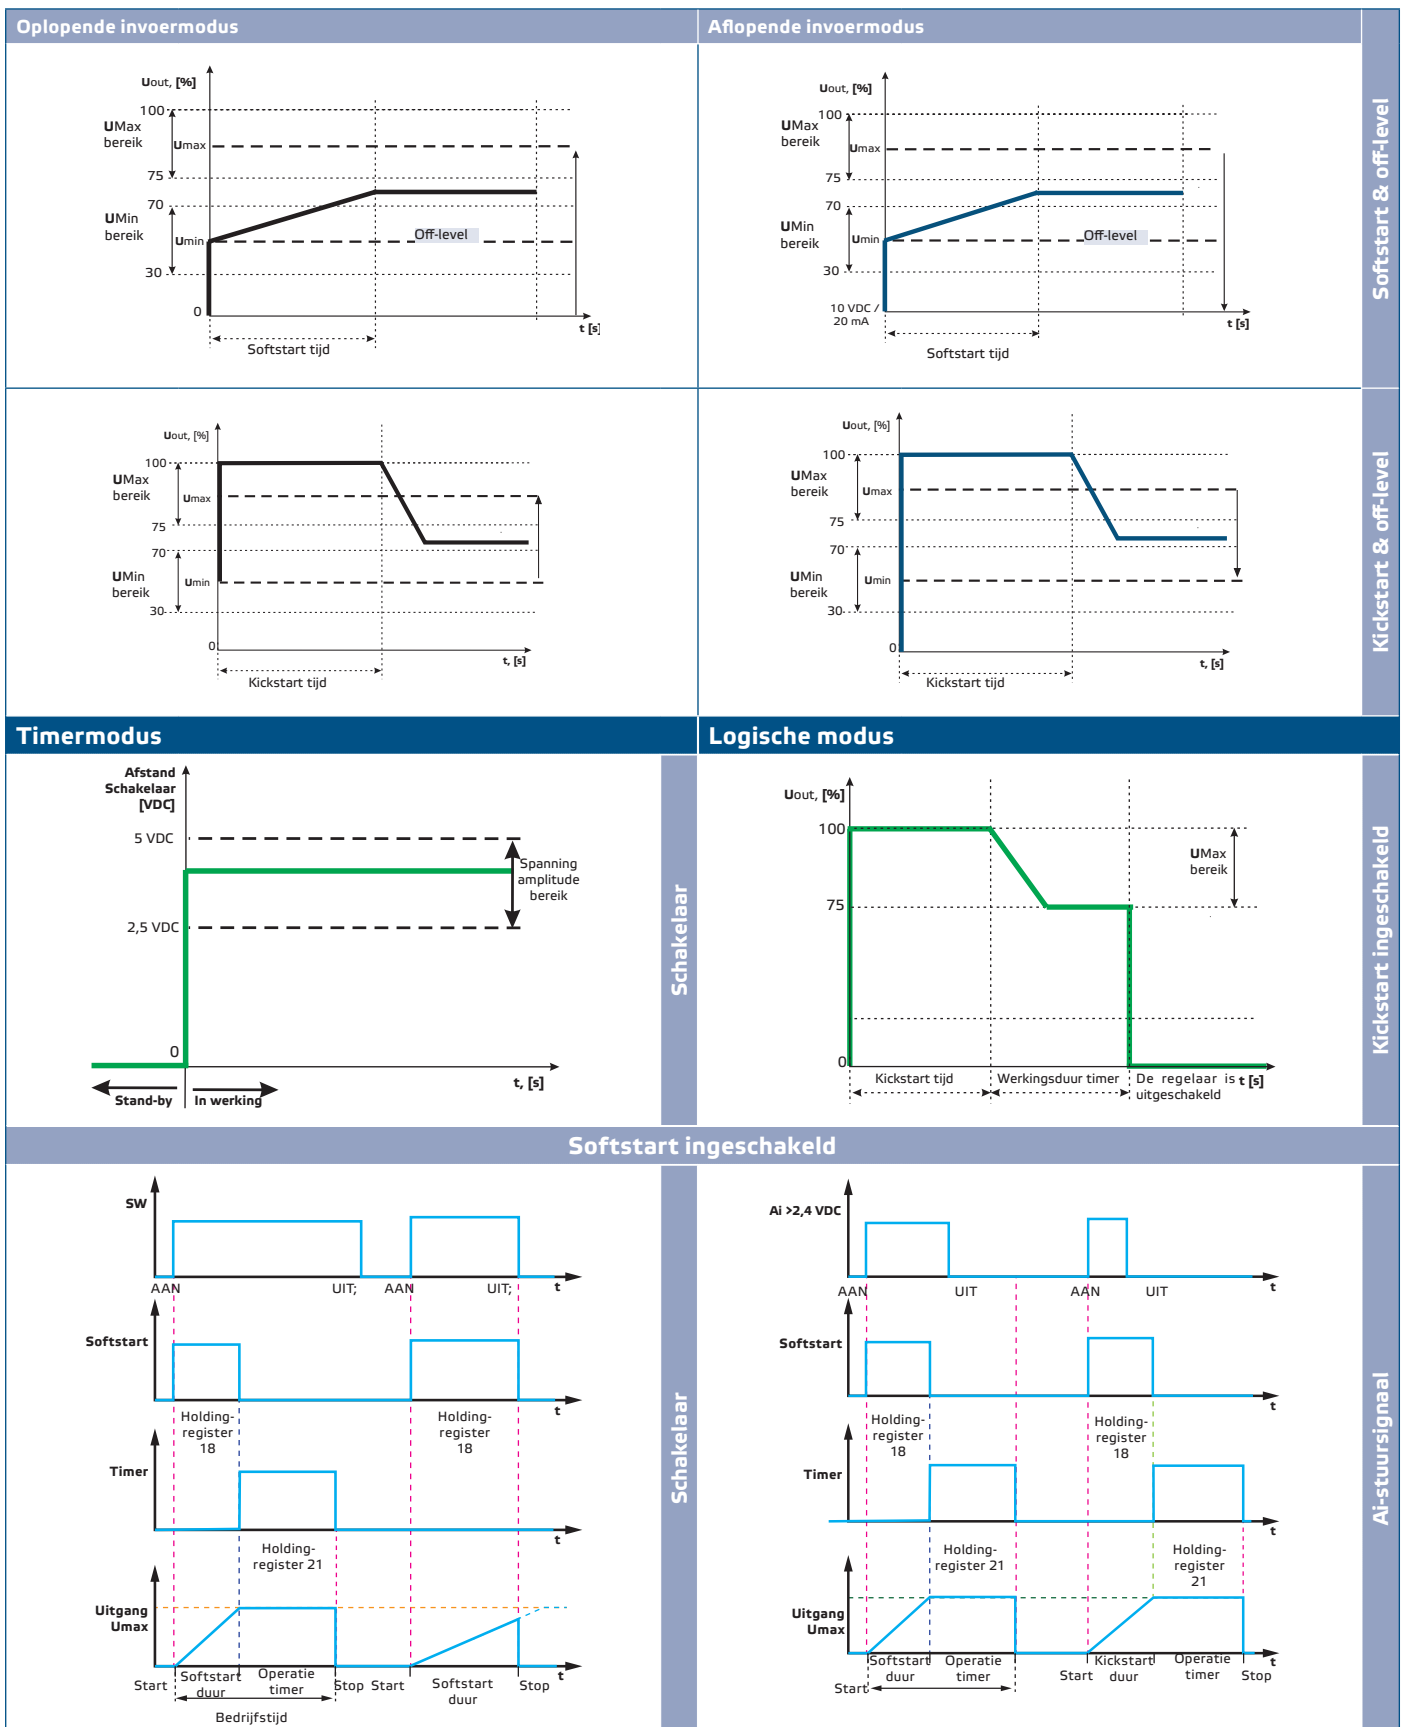 Oplopende invoermodus
Aflopende invoermodus
Softstart & off-level
Uout, [%]
100
UMax
bereik
Umax
75
70
UMin
bereik
Umin
Off-level
30
0
t [s]
Softstart tijd
Uout, [%]
100
UMax
bereik
Umax
75
70
UMin
bereik
Umin
Off-level
30
10 VDC /
20 mA
t [s]
Softstart tijd
Kickstart & off-level
Uout, [%]
100
UMax
bereik
Umax
75
70
UMin
bereik
Umin
30
0
t, [s]
Kickstart tijd
Uout, [%]
100
UMax
bereik
Umax
75
70
UMin
bereik
Umin
30
0
t, [s]
Kickstart tijd
Timermodus
Logische modus
Afstand
Schakelaar
[VDC]
5 VDC
Spanning
amplitude
bereik
2,5 VDC
0
t, [s]
Stand-by
In werking
Schakelaar
Uout, [%]
100
UMax
bereik
75
0
Kickstart tijd
Werkingsduur timer
De regelaar is
uitgeschakeld
t [s]
Kickstart ingeschakeld
Softstart ingeschakeld
SW
AAN
UIT;
AAN
UIT;
t
Softstart
t
Holding-
register
18
Holding-
register
18
Timer
t
Holding-
register 21
Uitgang
Umax
t
Start
Softstart
duur
Operatie
timer
Stop
Start
Softstart
duur
Stop
Bedrijfstijd
Schakelaar
Ai >2,4 VDC
AAN
UIT
AAN
UIT
t
Softstart
t
Holding-
register
18
Holding-
register
18
Timer
t
Holding-
register 21
Holding-
register
21
Uitgang
Umax
t
Start
Softstart
duur
Operatie
timer
Start
Kickstart
duur
Operatie
timer
Stop
Ai-stuursignaal